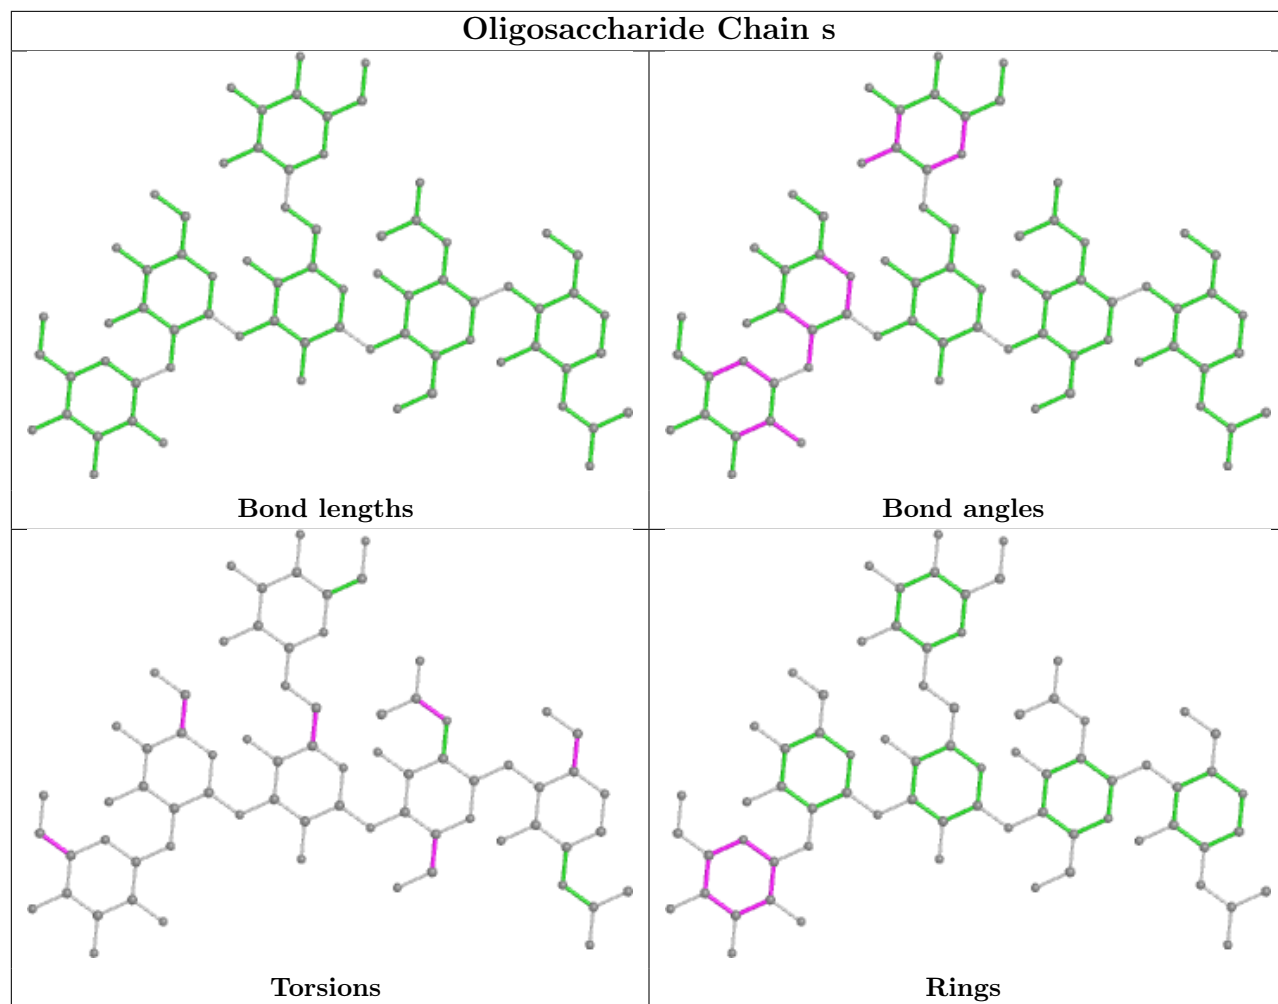 Oligosaccharide Chain s
Bond lengths
Bond angles
Torsions
Rings